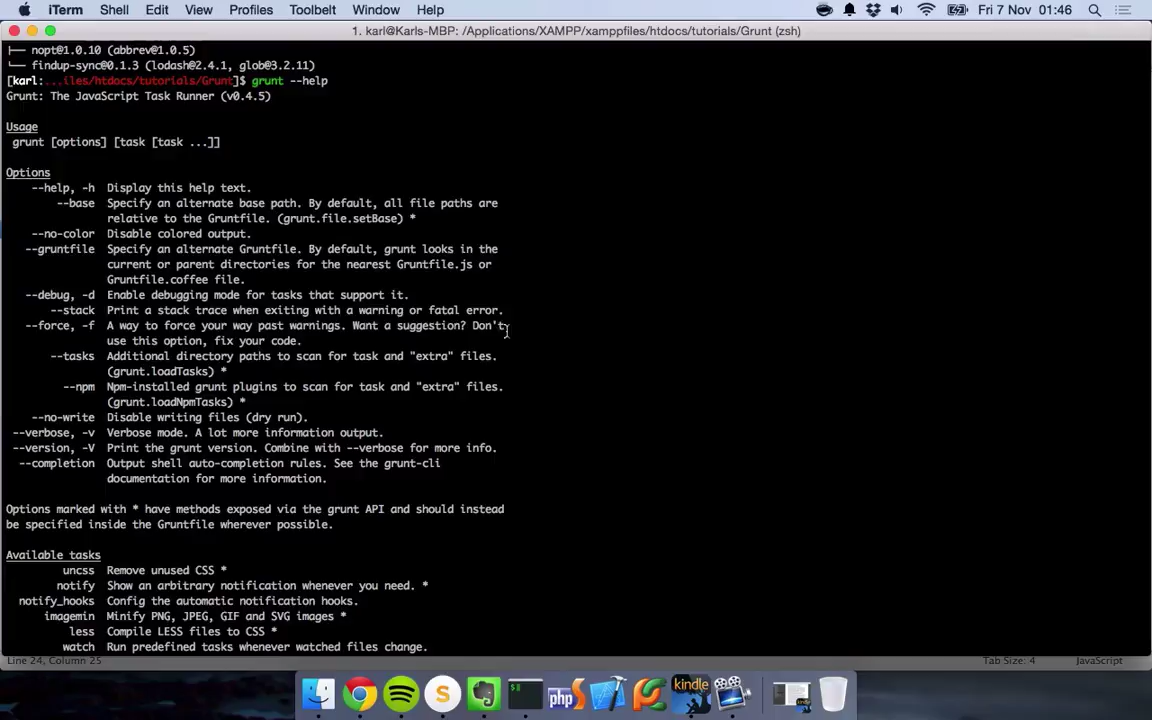 iTerm Shell Edit View Profiles Toolbelt Window Help Fri 7 Nov 01:46
1. karl@Karls-MBP: /Applications/XAMPP/xamppfiles/htdocs/tutorials/Grunt (zsh)
├── nopt@1.0.10 (abbrev@1.0.5)
└── findup-sync@0.1.3 (lodash@2.4.1, glob@3.2.11)
[karl:...iles/htdocs/tutorials/Grunt]$ grunt --help
Grunt: The JavaScript Task Runner (v0.4.5)
Usage
grunt [options] [task [task ...]]
Options
--help, -h Display this help text.
--base Specify an alternate base path. By default, all file paths are
relative to the Gruntfile. (grunt.file.setBase) *
--no-color Disable colored output.
--gruntfile Specify an alternate Gruntfile. By default, grunt looks in the
current or parent directories for the nearest Gruntfile.js or
Gruntfile.coffee file.
--debug, -d Enable debugging mode for tasks that support it.
--stack Print a stack trace when exiting with a warning or fatal error.
--force, -f A way to force your way past warnings. Want a suggestion? Don't
use this option, fix your code.
--tasks Additional directory paths to scan for task and "extra" files.
(grunt.loadTasks) *
--npm Npm-installed grunt plugins to scan for task and "extra" files.
(grunt.loadNpmTasks) *
--no-write Disable writing files (dry run).
--verbose, -v Verbose mode. A lot more information output.
--version, -V Print the grunt version. Combine with --verbose for more info.
--completion Output shell auto-completion rules. See the grunt-cli
documentation for more information.
Options marked with * have methods exposed via the grunt API and should instead
be specified inside the Gruntfile wherever possible.
Available tasks
uncss Remove unused CSS *
notify Show an arbitrary notification whenever you need. *
notify_hooks Config the automatic notification hooks.
imagemin Minify PNG, JPEG, GIF and SVG images *
less Compile LESS files to CSS *
watch Run predefined tasks whenever watched files change.
Line 24, Column 25 Tab Size: 4 JavaScript
S $ php kindle